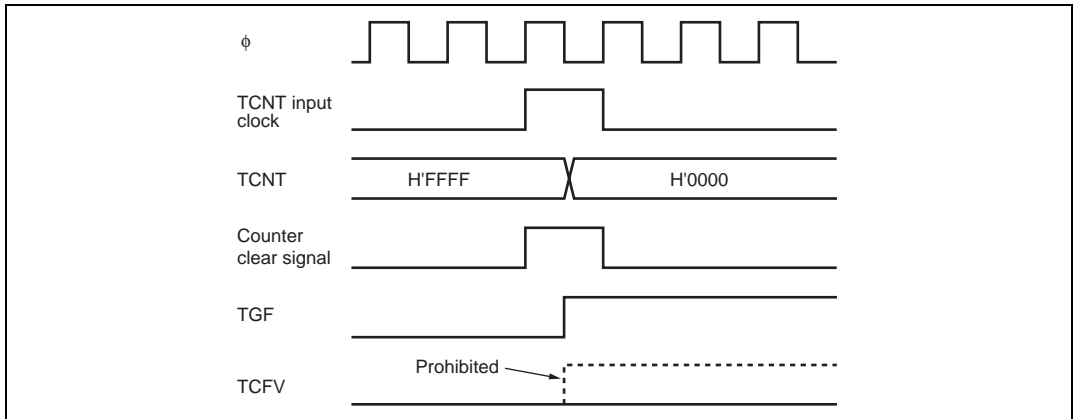 φ
TCNT input
clock
TCNT
H'FFFF
H'0000
Counter
clear signal
TGF
Prohibited
TCFV